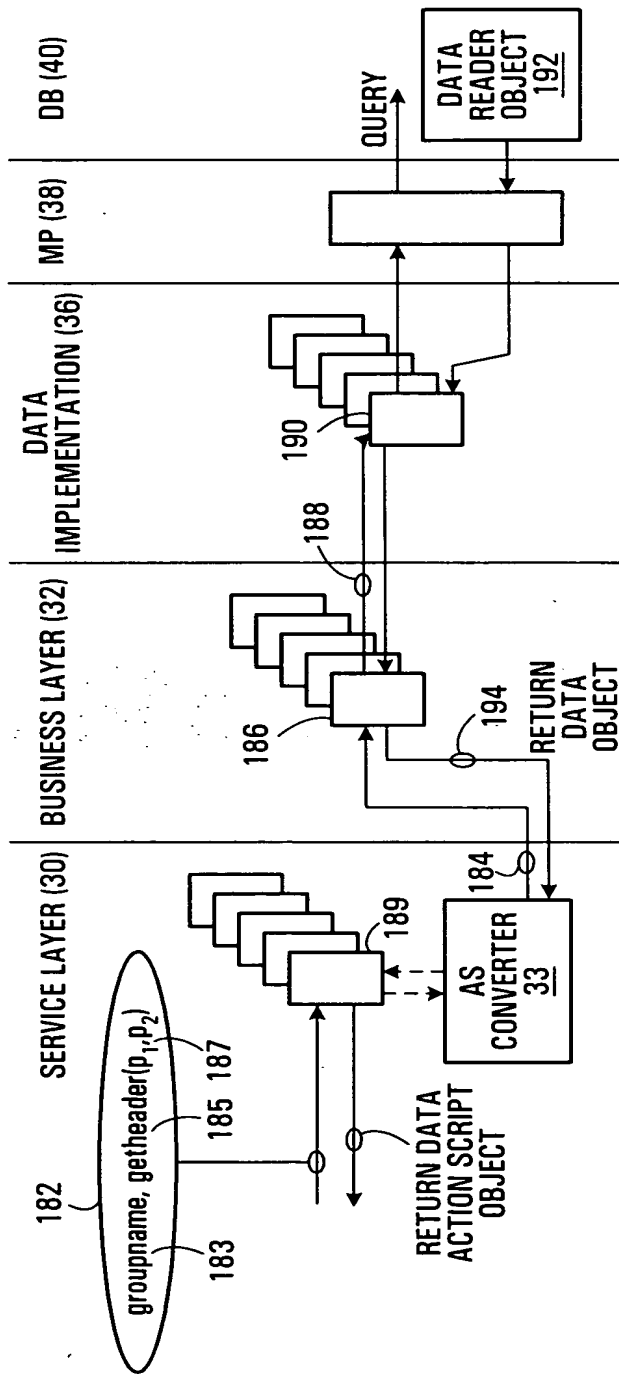 SERVICE LAYER (30)
BUSINESS LAYER (32)
DATA
IMPLEMENTATION (36)
MP (38)
DB (40)
182
groupname, getheader(p1,p2)
183
185
187
189
RETURN DATA
ACTION SCRIPT
OBJECT
AS
CONVERTER
33
184
186
194
RETURN
DATA
OBJECT
188
190
QUERY
DATA
READER
OBJECT
192